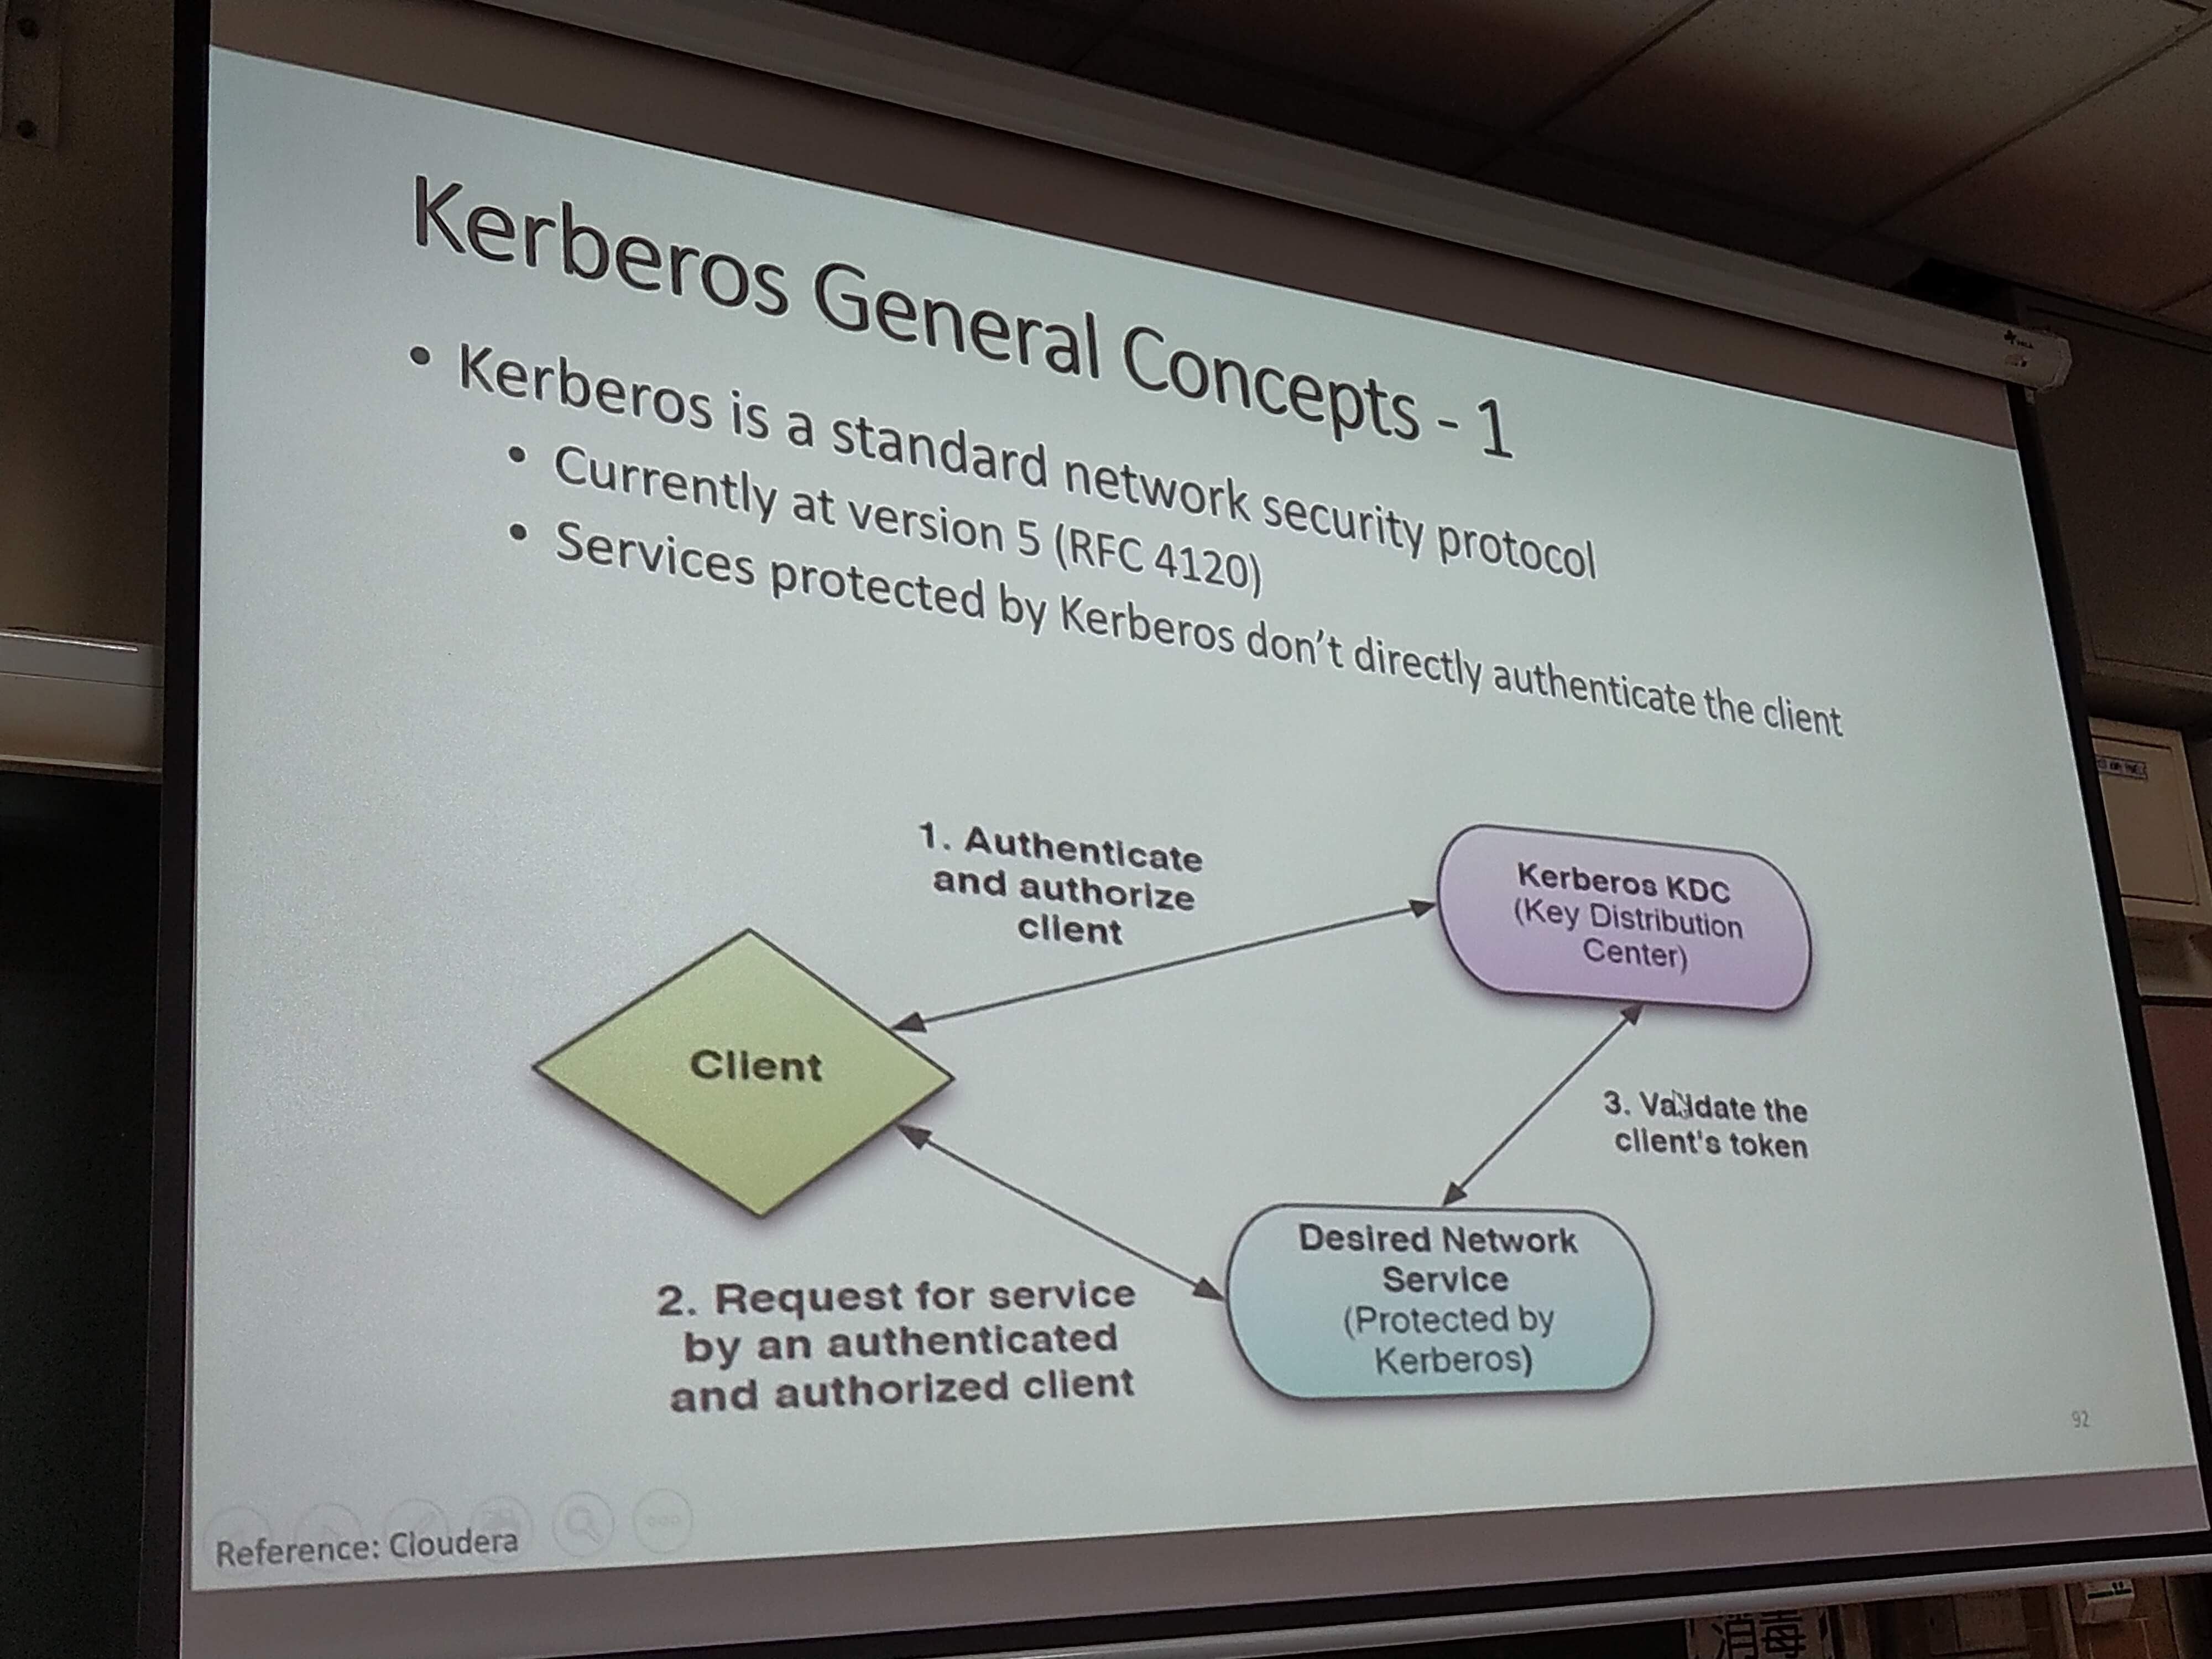 Kerberos General Concepts - 1
• Kerberos is a standard network security protocol
• Currently at version 5 (RFC 4120)
• Services protected by Kerberos don't directly authenticate the client
1. Authenticate
and authorize
client
Kerberos KDC
(Key Distribution
Center)
Client
3. Validate the
client's token
Desired Network
Service
(Protected by
Kerberos)
2. Request for service
by an authenticated
and authorized client
92
Reference: Cloudera
消毒